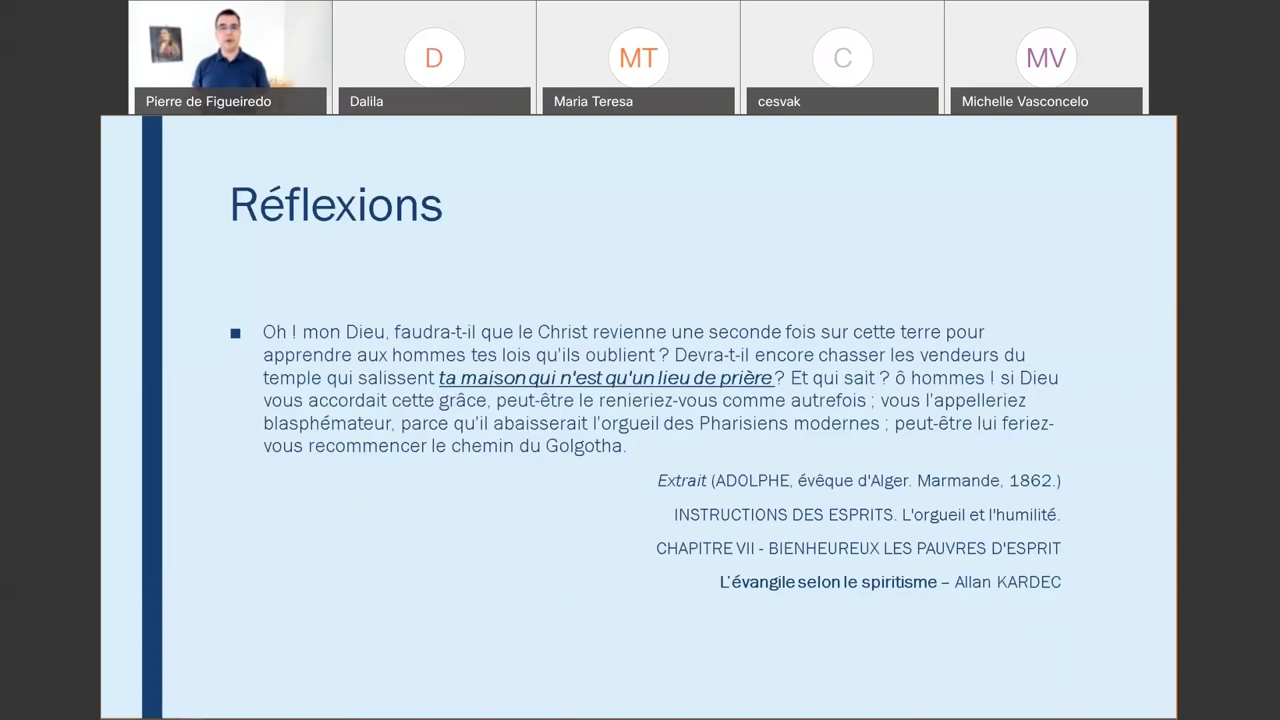 D
MT
C
MV
Pierre de Figueiredo
Dalila
Maria Teresa
cesvak
Michelle Vasconcelo
Réflexions
Oh ! mon Dieu, faudra-t-il que le Christ revienne une seconde fois sur cette terre pour
apprendre aux hommes tes lois qu'ils oublient ? Devra-t-il encore chasser les vendeurs du
temple qui salissent ta maison qui n'est qu'un lieu de prière ? Et qui sait ? ô hommes ! si Dieu
vous accordait cette grâce, peut-être le renieriez-vous comme autrefois ; vous l'appelleriez
blasphémateur, parce qu'il abaisserait l'orgueil des Pharisiens modernes ; peut-être lui feriez-
vous recommencer le chemin du Golgotha.
Extrait (ADOLPHE, évêque d'Alger. Marmande, 1862.)
INSTRUCTIONS DES ESPRITS. L'orgueil et l'humilité.
CHAPITRE VII - BIENHEUREUX LES PAUVRES D'ESPRIT
L'évangile selon le spiritisme – Allan KARDEC